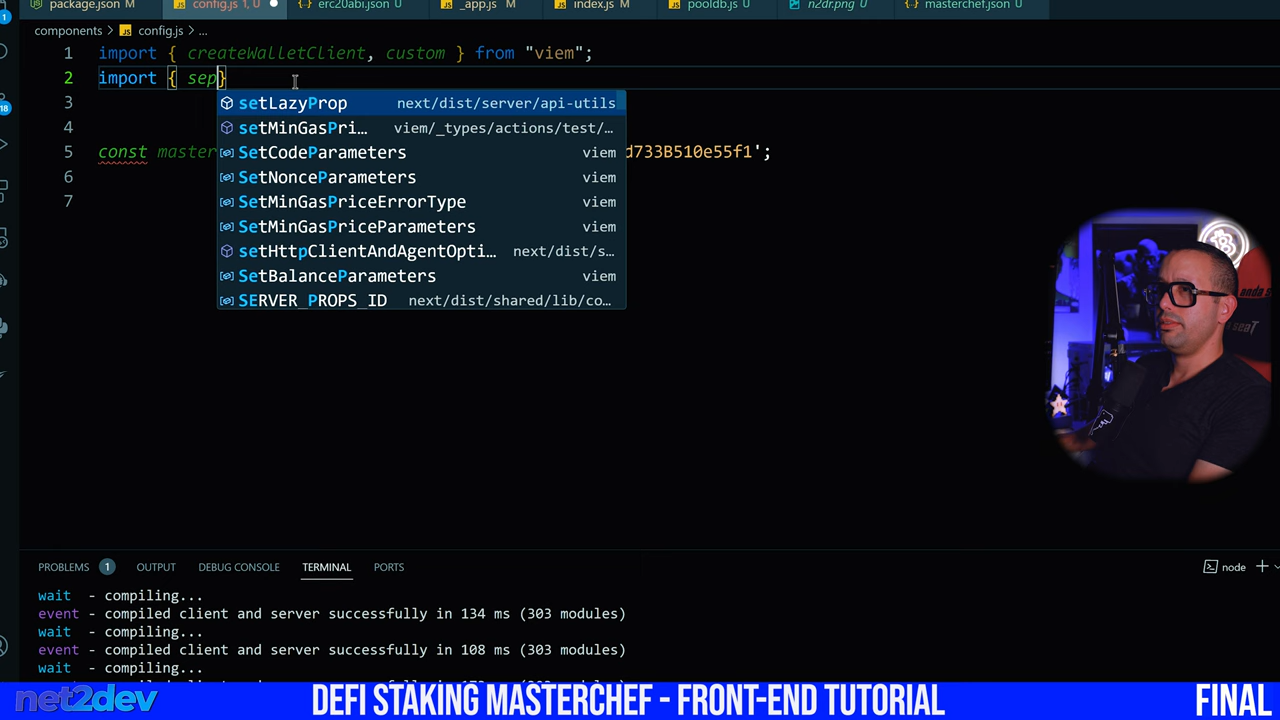 package.json M
config.js 1, U
erc20abi.json U
_app.js M
index.js M
pooldb.js U
n2dr.png U
masterchef.json U
components > config.js > ...
1 import { createWalletClient, custom } from "viem";
2 import { sep}
3
4
5 const master d733B510e55f1';
6
7
setLazyProp next/dist/server/api-utils
setMinGasPri... viem/_types/actions/test/...
SetCodeParameters viem
SetNonceParameters viem
SetMinGasPriceErrorType viem
SetMinGasPriceParameters viem
setHttpClientAndAgentOpti... next/dist/s...
SetBalanceParameters viem
SERVER_PROPS_ID next/dist/shared/lib/co...
18
PROBLEMS 1 OUTPUT DEBUG CONSOLE TERMINAL PORTS
node
wait - compiling...
event - compiled client and server successfully in 134 ms (303 modules)
wait - compiling...
event - compiled client and server successfully in 108 ms (303 modules)
wait - compiling...
net2dev
DEFI STAKING MASTERCHEF - FRONT-END TUTORIAL
FINAL